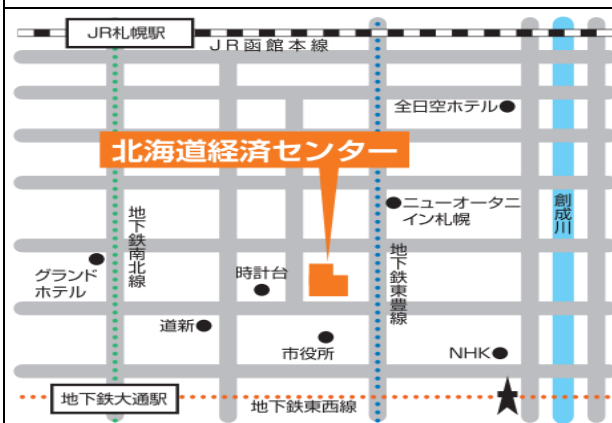 JR札幌駅
JR函館本線
全日空ホテル
北海道経済センター
ニューオータニ
イン札幌
創成川
地下鉄南北線
地下鉄東豊線
グランド
ホテル
時計台
道新
市役所
NHK
地下鉄大通駅
地下鉄東西線